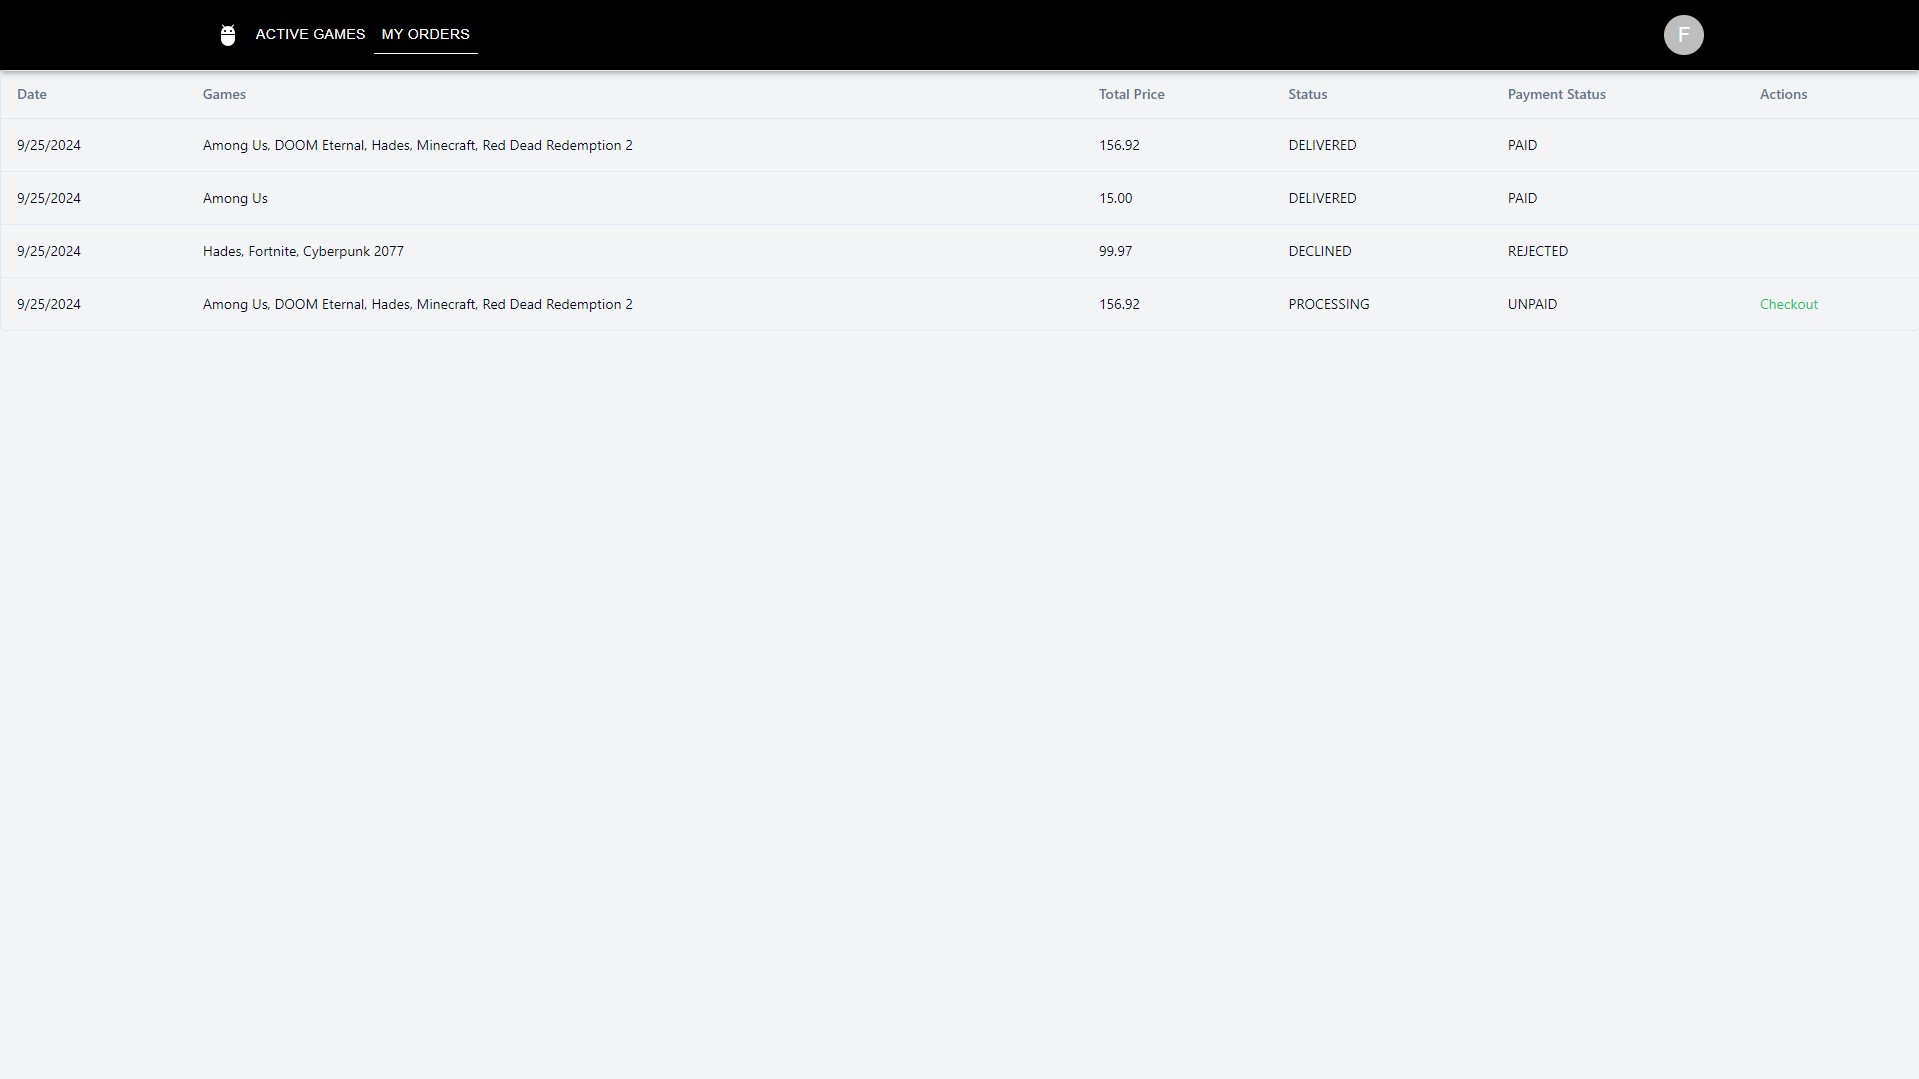 ACTIVE GAMES MY ORDERS F
Date Games Total Price Status Payment Status Actions
9/25/2024 Among Us, DOOM Eternal, Hades, Minecraft, Red Dead Redemption 2 156.92 DELIVERED PAID
9/25/2024 Among Us 15.00 DELIVERED PAID
9/25/2024 Hades, Fortnite, Cyberpunk 2077 99.97 DECLINED REJECTED
9/25/2024 Among Us, DOOM Eternal, Hades, Minecraft, Red Dead Redemption 2 156.92 PROCESSING UNPAID Checkout